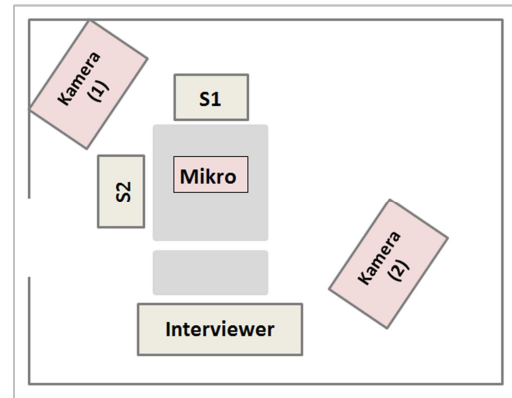 Kamera
(1)
S1
Mikro
S2
Kamera
(2)
Interviewer